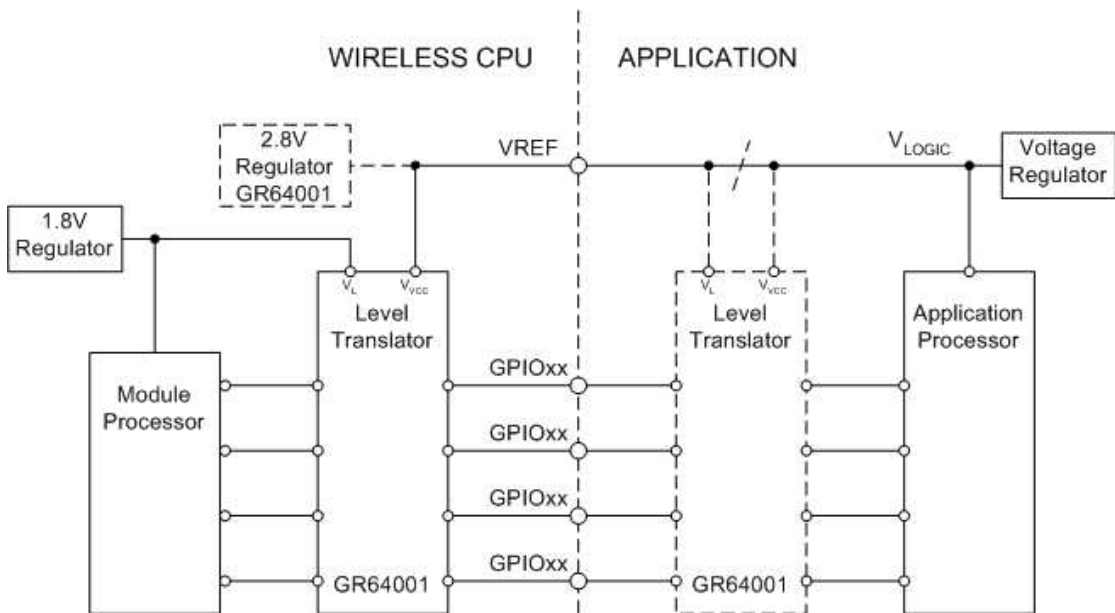 WIRELESS CPU
APPLICATION
2.8V
Regulator
GR64001
VREF
VLOGIC
Voltage
Regulator
1.8V
Regulator
VL
VVCC
Level
Translator
VL
VVCC
Level
Translator
Application
Processor
Module
Processor
GPIOxx
GPIOxx
GPIOxx
GPIOxx
GR64001
GR64001